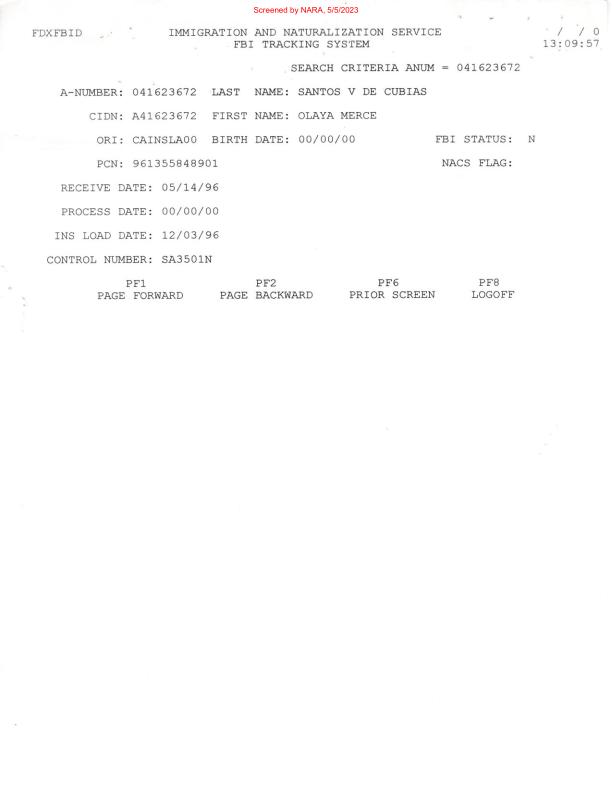 Screened by NARA, 5/5/2023
FDXFBID IMMIGRATION AND NATURALIZATION SERVICE / / 0
FBI TRACKING SYSTEM 13:09:57
SEARCH CRITERIA ANUM = 041623672
A-NUMBER: 041623672 LAST NAME: SANTOS V DE CUBIAS
CIDN: A41623672 FIRST NAME: OLAYA MERCE
ORI: CAINSLA00 BIRTH DATE: 00/00/00 FBI STATUS: N
PCN: 961355848901 NACS FLAG:
RECEIVE DATE: 05/14/96
PROCESS DATE: 00/00/00
INS LOAD DATE: 12/03/96
CONTROL NUMBER: SA3501N
PF1 PF2 PF6 PF8
PAGE FORWARD PAGE BACKWARD PRIOR SCREEN LOGOFF